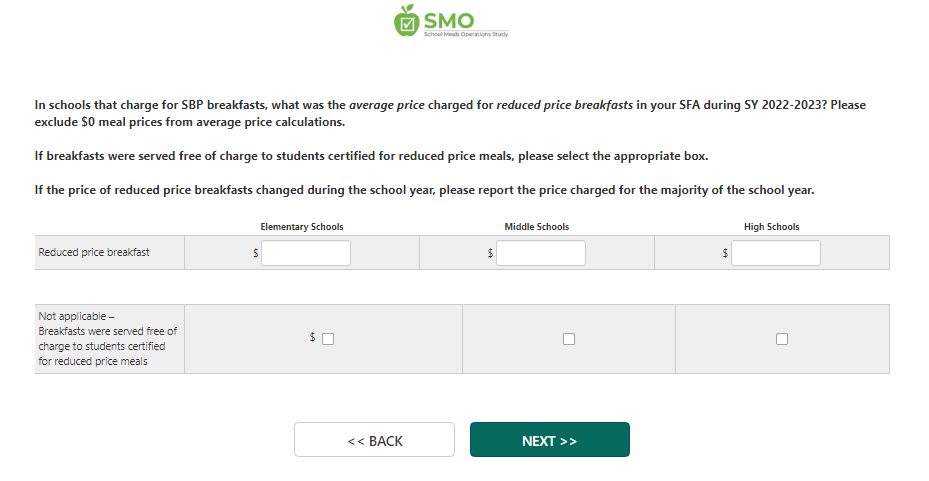 SMO
School Meals Operations Study
In schools that charge for SBP breakfasts, what was the average price charged for reduced price breakfasts in your SFA during SY 2022-2023? Please
exclude $0 meal prices from average price calculations.
If breakfasts were served free of charge to students certified for reduced price meals, please select the appropriate box.
If the price of reduced price breakfasts changed during the school year, please report the price charged for the majority of the school year.
Elementary Schools Middle Schools High Schools
Reduced price breakfast $ $ $
Not applicable –
Breakfasts were served free of
charge to students certified
for reduced price meals
$
<< BACK NEXT >>